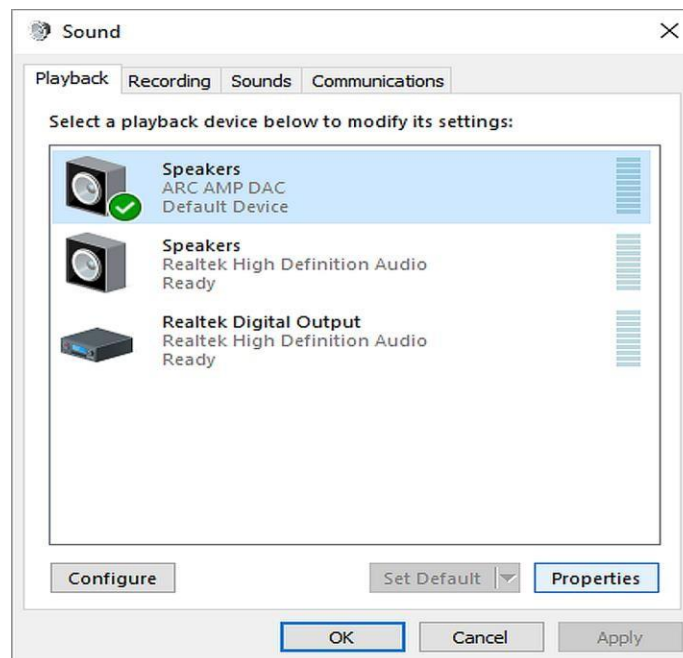 Sound
Playback Recording Sounds Communications
Select a playback device below to modify its settings:
Speakers
ARC AMP DAC
Default Device
Speakers
Realtek High Definition Audio
Ready
Realtek Digital Output
Realtek High Definition Audio
Ready
Configure Set Default Properties
OK Cancel Apply